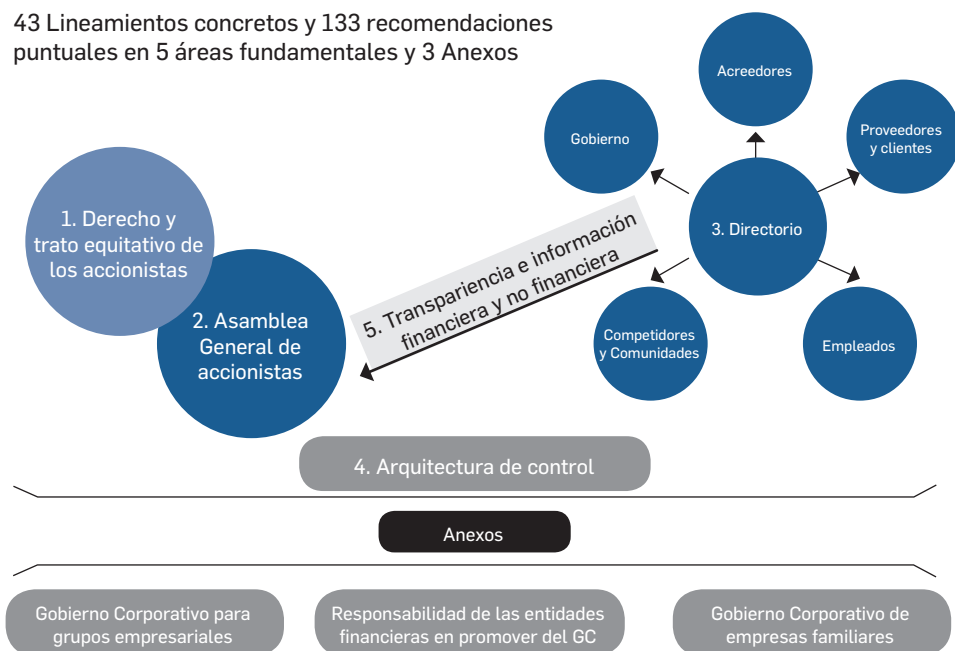 43 Lineamientos concretos y 133 recomendaciones
puntuales en 5 áreas fundamentales y 3 Anexos
Acreedores
Gobierno
Proveedores
y clientes
1. Derecho y
trato equitativo de
los accionistas
3. Directorio
5. Transpariencia e información
financiera y no financiera
2. Asamblea
General de
accionistas
Competidores
y Comunidades
Empleados
4. Arquitectura de control
Anexos
Gobierno Corporativo para
grupos empresariales
Responsabilidad de las entidades
financieras en promover del GC
Gobierno Corporativo de
empresas familiares